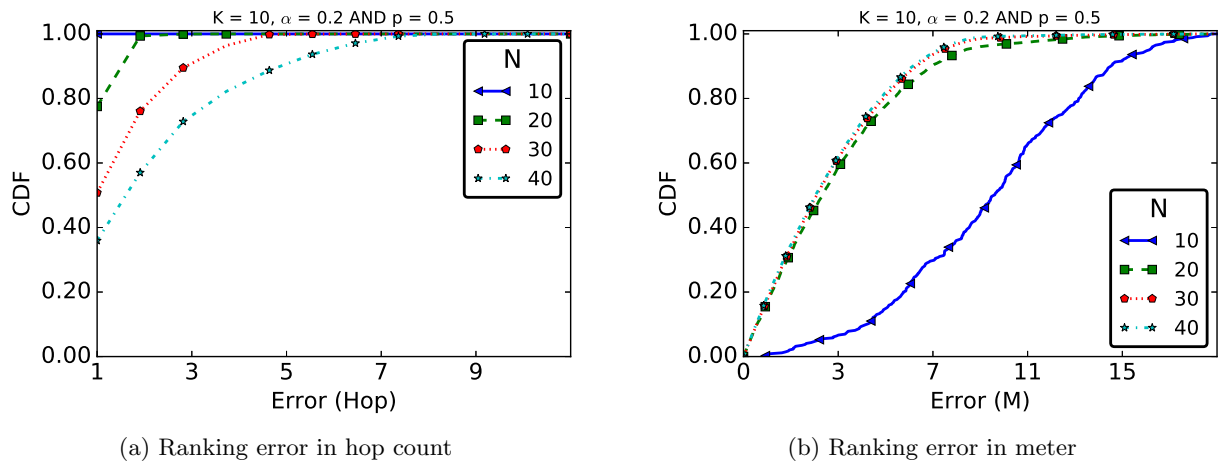 K = 10, α = 0.2 AND p = 0.5
CDF
1.00
0.80
0.60
0.40
0.20
0.00
N
10
20
30
40
1 3 5 7 9
Error (Hop)
(a) Ranking error in hop count
K = 10, α = 0.2 AND p = 0.5
CDF
1.00
0.80
0.60
0.40
0.20
0.00
N
10
20
30
40
0 3 7 11 15
Error (M)
(b) Ranking error in meter